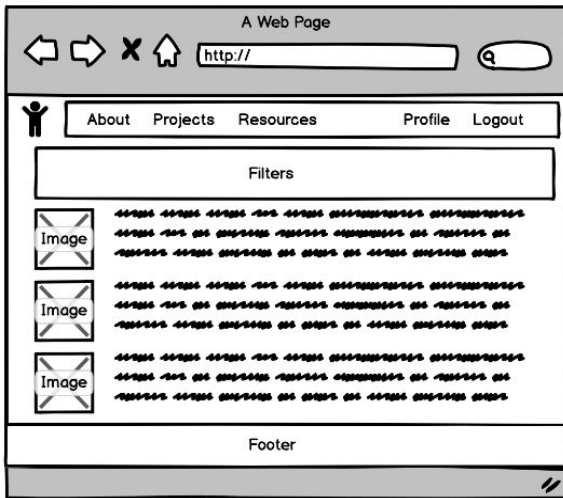 A Web Page
http://
About Projects Resources Profile Logout
Filters
Image
Image
Image
Footer